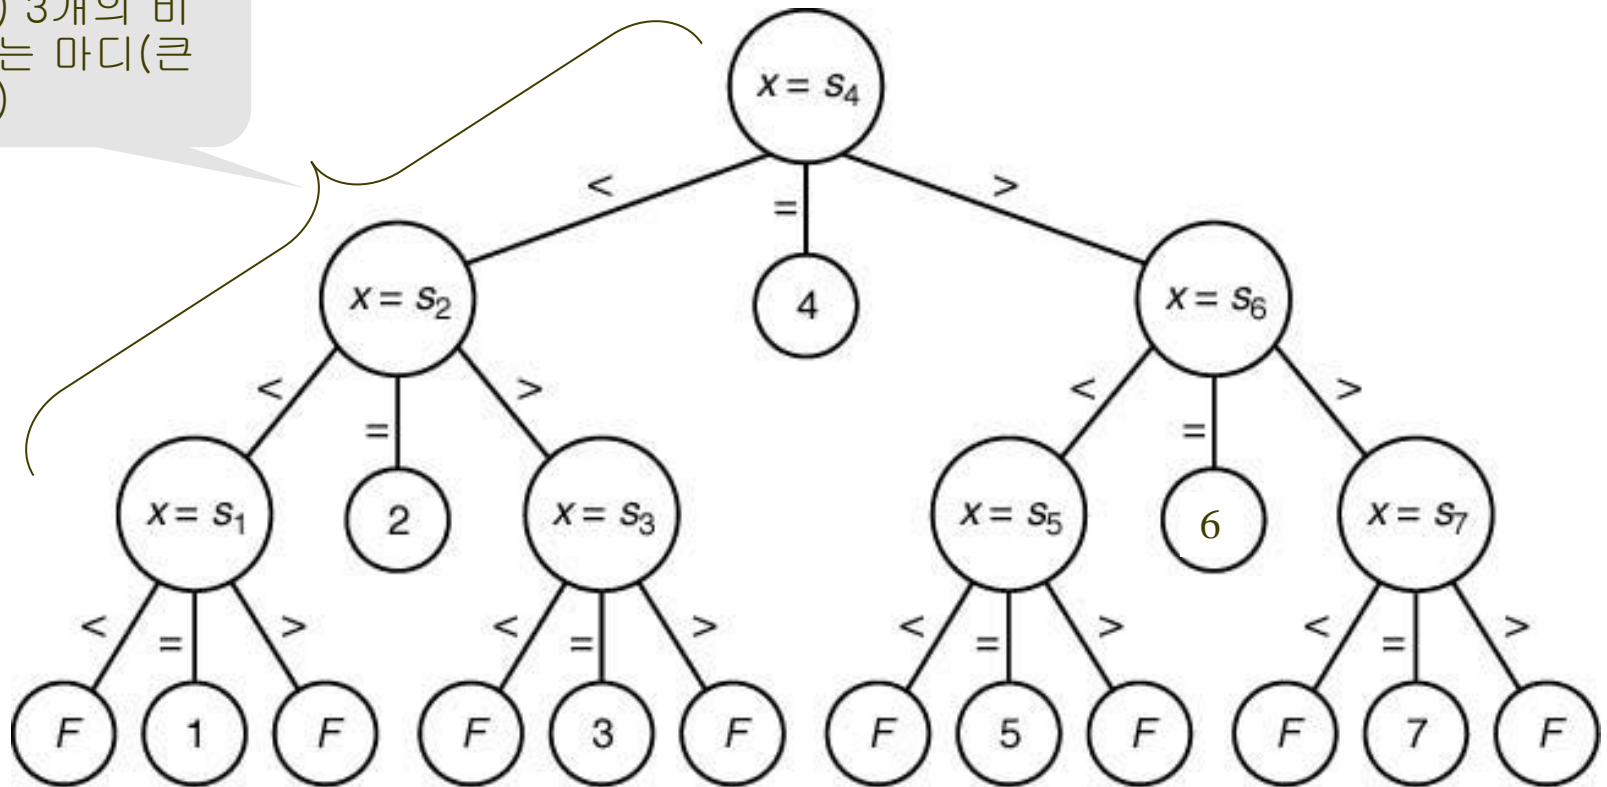 ) 3개의 비
는 마디(큰
)
x = s₄
< = >
x = s₂ 4 x = s₆
< = > < = >
x = s₁ 2 x = s₃ x = s₅ 6 x = s₇
< = > < = > < = > < = >
F 1 F F 3 F F 5 F F 7 F